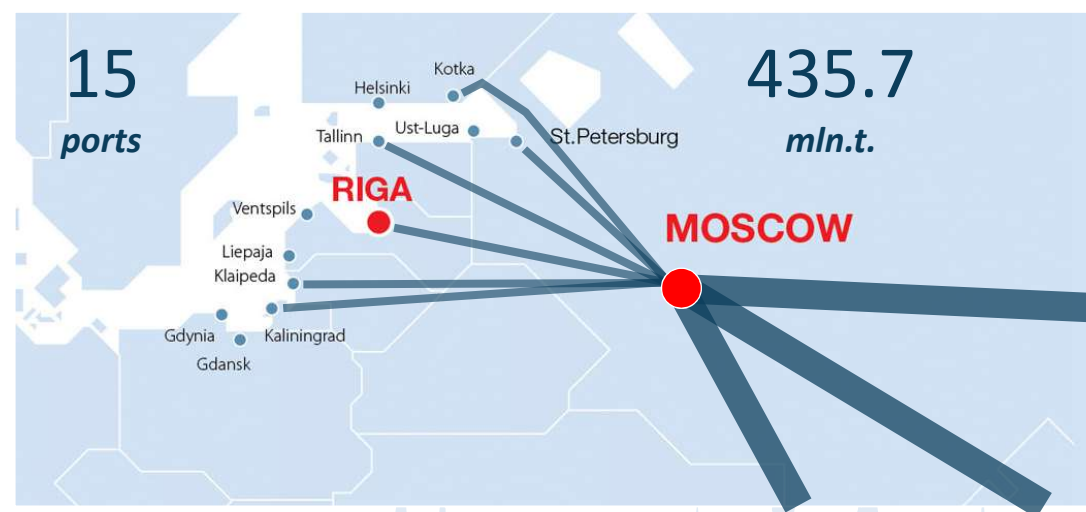 15
ports
435.7
mln.t.
Kotka
Helsinki
Tallinn
Ust-Luga
St.Petersburg
RIGA
Ventspils
MOSCOW
Liepaja
Klaipeda
Gdynia
Kaliningrad
Gdansk